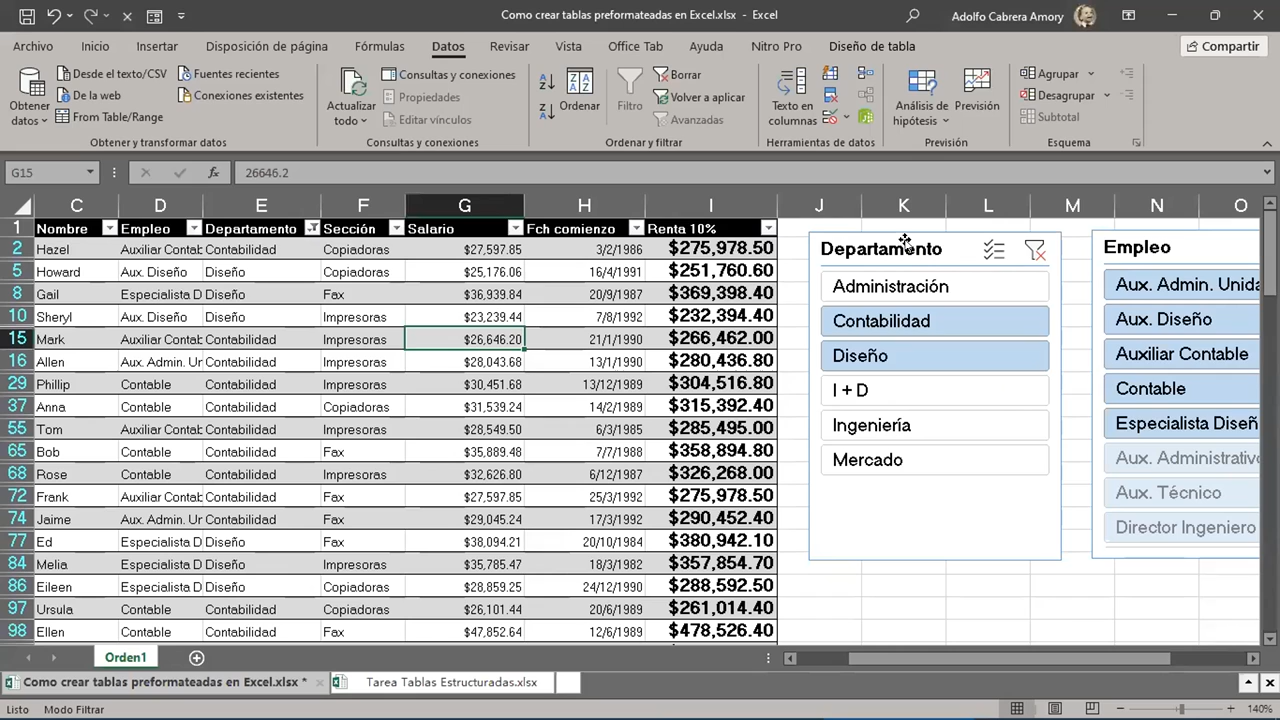 Como crear tablas preformateadas en Excel.xlsx - Excel
Adolfo Cabrera Amory
Archivo Inicio Insertar Disposición de página Fórmulas Datos Revisar Vista Office Tab Ayuda Nitro Pro Diseño de tabla Compartir
Obtener datos
Desde el texto/CSV
De la web
From Table/Range
Fuentes recientes
Conexiones existentes
Obtener y transformar datos
Actualizar todo
Consultas y conexiones
Propiedades
Editar vínculos
Consultas y conexiones
Ordenar
Filtro
Borrar
Volver a aplicar
Avanzadas
Ordenar y filtrar
Texto en columnas
Herramientas de datos
Análisis de hipótesis
Previsión
Previsión
Agrupar
Desagrupar
Subtotal
Esquema
G15 fx 26646.2
C D E F G H I J K L M N O
1 Nombre Empleo Departamento Sección Salario Fch comienzo Renta 10%
2 Hazel Auxiliar Contab Contabilidad Copiadoras $27,597.85 3/2/1986 $275,978.50
5 Howard Aux. Diseño Diseño Copiadoras $25,176.06 16/4/1991 $251,760.60
8 Gail Especialista D Diseño Fax $36,939.84 20/9/1987 $369,398.40
10 Sheryl Aux. Diseño Diseño Impresoras $23,239.44 7/8/1992 $232,394.40
15 Mark Auxiliar Contab Contabilidad Impresoras $26,646.20 21/1/1990 $266,462.00
16 Allen Aux. Admin. Un Contabilidad Impresoras $28,043.68 13/1/1990 $280,436.80
29 Phillip Contable Contabilidad Impresoras $30,451.68 13/12/1989 $304,516.80
37 Anna Contable Contabilidad Copiadoras $31,539.24 14/2/1989 $315,392.40
55 Tom Auxiliar Contab Contabilidad Impresoras $28,549.50 6/3/1985 $285,495.00
65 Bob Contable Contabilidad Fax $35,889.48 7/7/1988 $358,894.80
68 Rose Contable Contabilidad Impresoras $32,626.80 6/12/1987 $326,268.00
72 Frank Auxiliar Contab Contabilidad Fax $27,597.85 25/3/1992 $275,978.50
74 Jaime Aux. Admin. Un Contabilidad Fax $29,045.24 17/3/1992 $290,452.40
77 Ed Especialista D Diseño Fax $38,094.21 20/10/1984 $380,942.10
84 Melia Especialista D Diseño Impresoras $35,785.47 18/3/1982 $357,854.70
86 Eileen Especialista D Diseño Copiadoras $28,859.25 24/12/1990 $288,592.50
97 Ursula Contable Contabilidad Copiadoras $26,101.44 20/6/1989 $261,014.40
98 Ellen Contable Contabilidad Fax $47,852.64 12/6/1989 $478,526.40
Departamento
Administración
Contabilidad
Diseño
I + D
Ingeniería
Mercado
Empleo
Aux. Admin. Unida
Aux. Diseño
Auxiliar Contable
Contable
Especialista Diseñ
Aux. Administrativo
Aux. Técnico
Director Ingeniero
Orden1
Como crear tablas preformateadas en Excel.xlsx *
Tarea Tablas Estructuradas.xlsx
Listo Modo Filtrar 140%